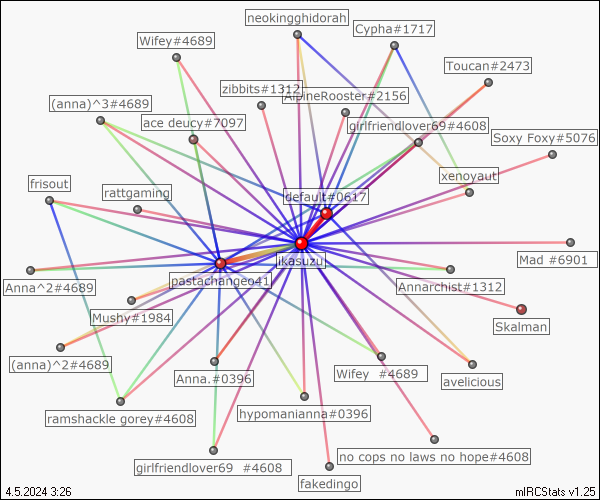 neokingghidorah
Cypha#1717
Wifey#4689
Toucan#2473
zibbits#1312
AlpineRooster#2156
(anna)^3#4689
ace deucy#7097
girlfriendlover69#4608
Soxy Foxy#5076
xenoyaut
frisout
rattgaming
default#0617
ikasuzu
Mad #6901
pastachangeo41
Anna^2#4689
Annarchist#1312
Mushy#1984
Skalman
(anna)^2#4689
Anna.#0396
Wifey #4689
avelicious
ramshackle gorey#4608
hypomanianna#0396
no cops no laws no hope#4608
girlfriendlover69 #4608
fakedingo
4.5.2024 3:26
mIRCStats v1.25